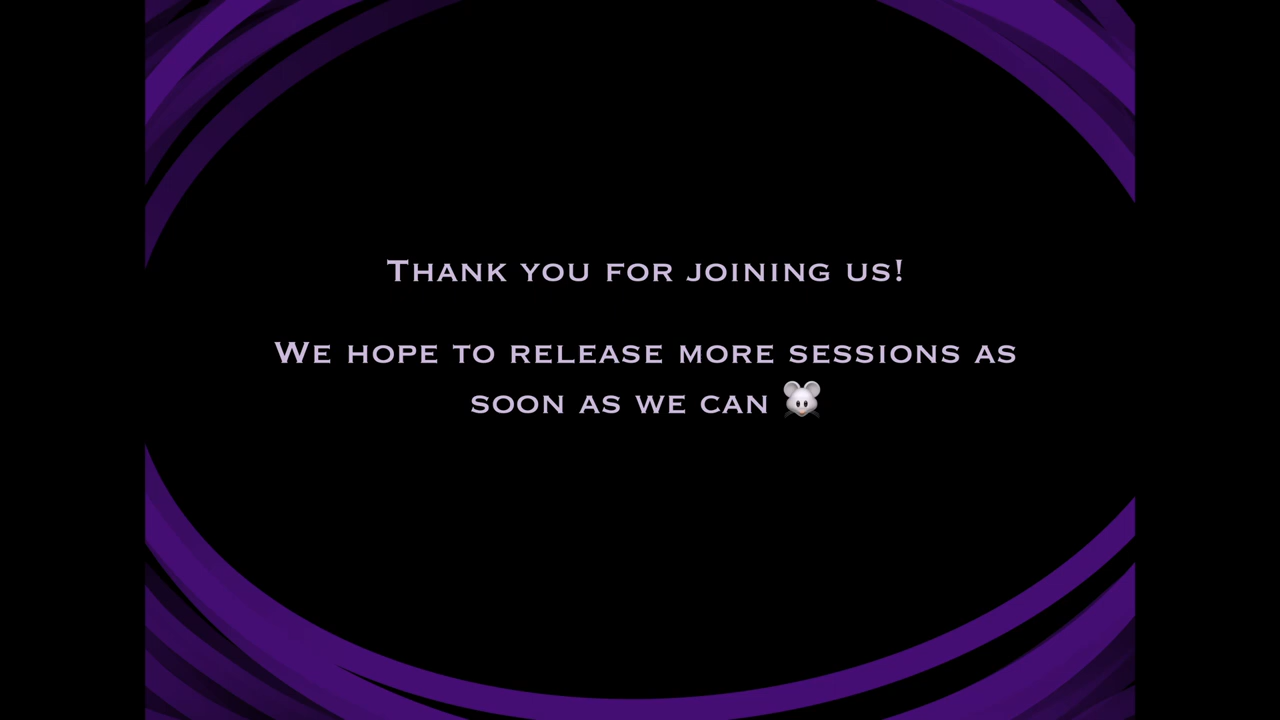 Thank you for joining us!
We hope to release more sessions as
soon as we can 🐭